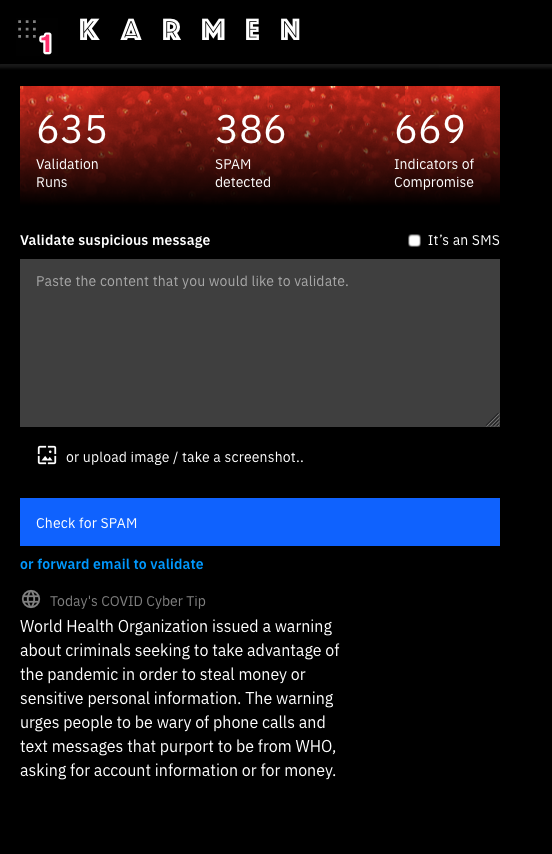 1
KARMEN
635 386 669
Validation SPAM Indicators of
Runs detected Compromise
Validate suspicious message It's an SMS
Paste the content that you would like to validate.
or upload image / take a screenshot..
Check for SPAM
or forward email to validate
Today's COVID Cyber Tip
World Health Organization issued a warning
about criminals seeking to take advantage of
the pandemic in order to steal money or
sensitive personal information. The warning
urges people to be wary of phone calls and
text messages that purport to be from WHO,
asking for account information or for money.